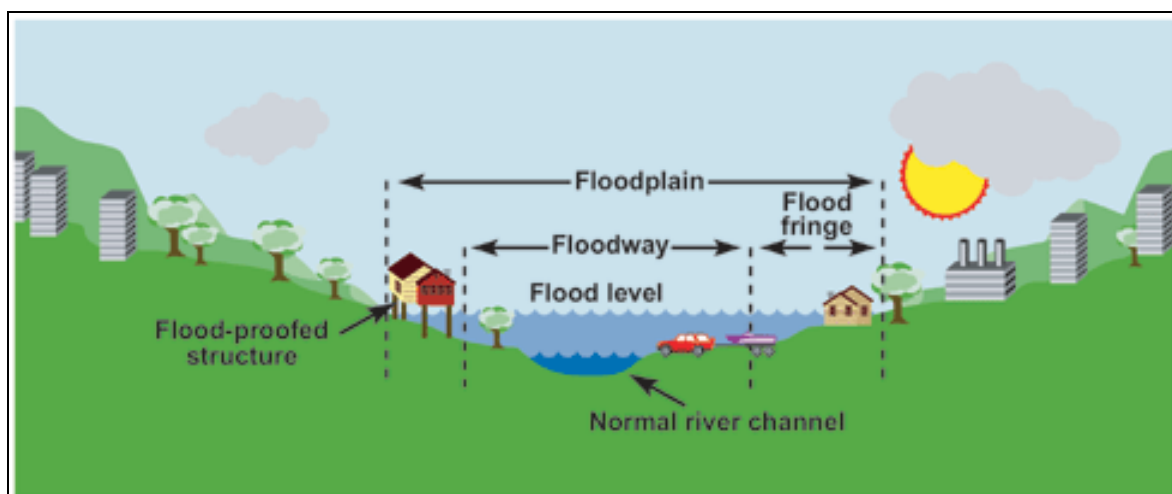 Floodplain
Flood
fringe
Floodway
Flood level
Flood-proofed
structure
Normal river channel